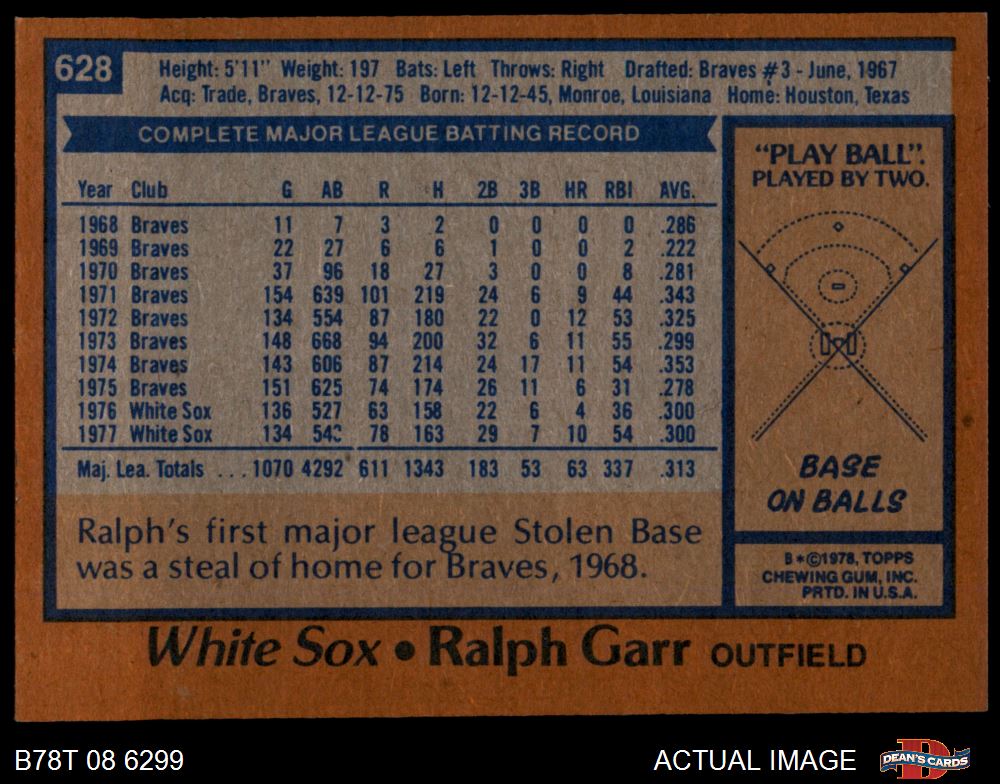 628
Height: 5'11" Weight: 197 Bats: Left Throws: Right Drafted: Braves #3 - June, 1967
Acq: Trade, Braves, 12-12-75 Born: 12-12-45, Monroe, Louisiana Home: Houston, Texas
COMPLETE MAJOR LEAGUE BATTING RECORD
Year Club G AB R H 2B 3B HR RBI AVG.
1968 Braves 11 7 3 2 0 0 0 0 .286
1969 Braves 22 27 6 6 1 0 0 2 .222
1970 Braves 37 96 18 27 3 0 0 8 .281
1971 Braves 154 639 101 219 24 6 9 44 .343
1972 Braves 134 554 87 180 22 0 12 53 .325
1973 Braves 148 668 94 200 32 6 11 55 .299
1974 Braves 143 606 87 214 24 17 11 54 .353
1975 Braves 151 625 74 174 26 11 6 31 .278
1976 White Sox 136 527 63 158 22 6 4 36 .300
1977 White Sox 134 78 163 29 7 10 54 .300
Maj. Lea. Totals ... 1070 4292 611 1343 183 53 63 337 .313
Ralph's first major league Stolen Base
was a steal of home for Braves, 1968.
"PLAY BALL".
PLAYED BY TWO.
BASE
ON BALLS
B*©1978, TOPPS
CHEWING GUM, INC.
PRTD. IN U.S.A.
White Sox • Ralph Garr OUTFIELD
B78T 08 6299
ACTUAL IMAGE
D
DEAN'S CARDS